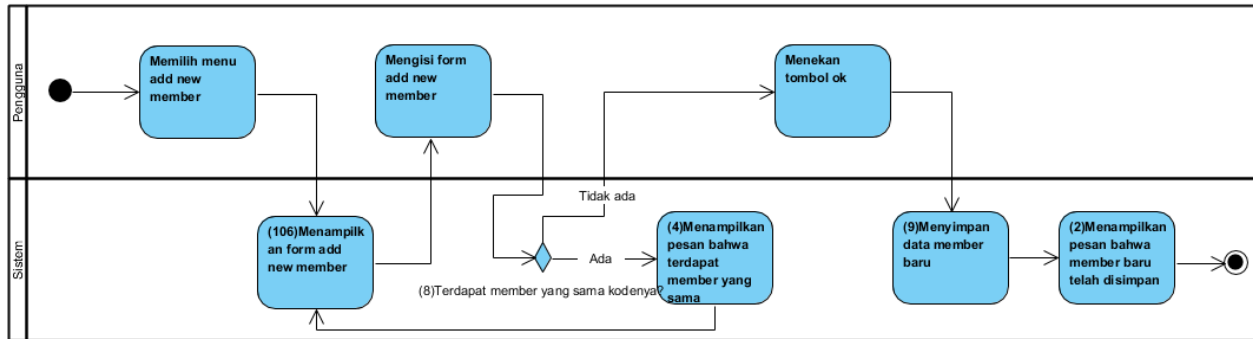 Pengguna
Memilih menu
add new
member
Mengisi form
add new
member
Menekan
tombol ok
Sistem
Tidak ada
(106)Menampilk
an form add
new member
Ada
(8)Terdapat member yang sama kodenya?
(4)Menampilkan
pesan bahwa
terdapat
member yang
sama
(9)Menyimpan
data member
baru
(2)Menampilkan
pesan bahwa
member baru
telah disimpan